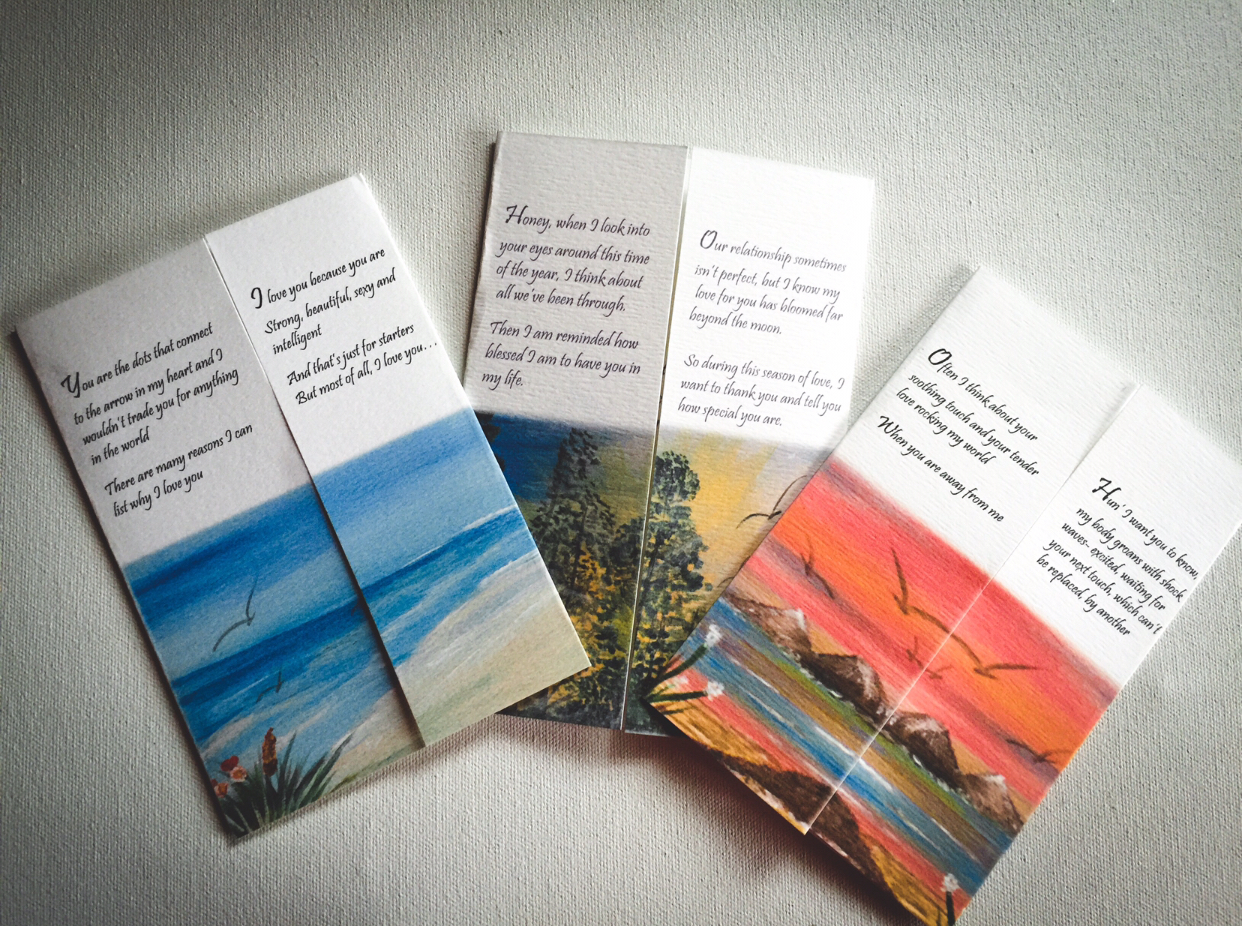 You are the dots that connect
to the arrow in my heart and I
wouldn't trade you for anything
in the world
There are many reasons I can
list why I love you
I love you because you are
Strong, beautiful, sexy and
intelligent
And that's just for starters
But most of all, I love you...
Honey, when I look into
your eyes around this time
of the year, I think about
all we've been through.
Then I am reminded how
blessed I am to have you in
my life.
Our relationship sometimes
isn't perfect, but I know my
love for you has bloomed far
beyond the moon.
So during this season of love, I
want to thank you and tell you
how special you are.
Often I think about your
soothing touch and your tender
love rocking my world
When you are away from me
Hun' I want you to know,
my body groans with shock
waves- excited, waiting for
your next touch, which can't
be replaced, by another